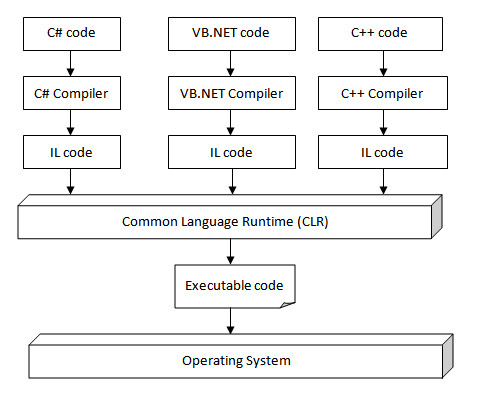 C# code
VB.NET code
C++ code
C# Compiler
VB.NET Compiler
C++ Compiler
IL code
IL code
IL code
Common Language Runtime (CLR)
Executable code
Operating System